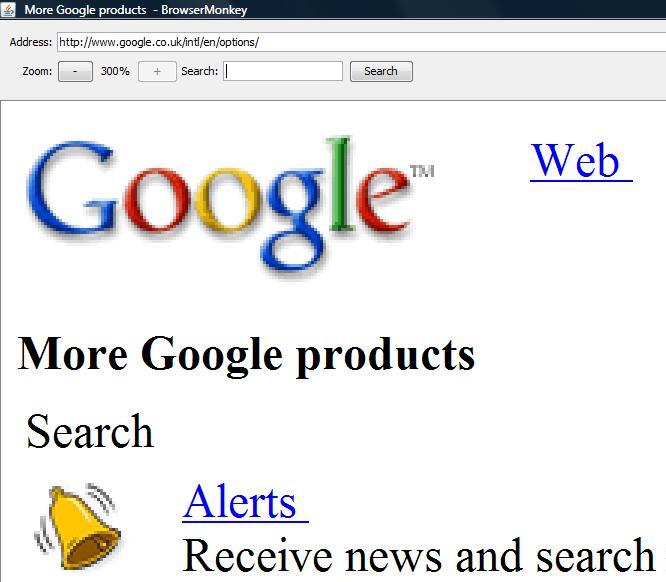 More Google products - BrowserMonkey
Address: http://www.google.co.uk/intl/en/options/
Zoom: - 300% + Search: Search
Google™ Web
More Google products
Search
Alerts
Receive news and search